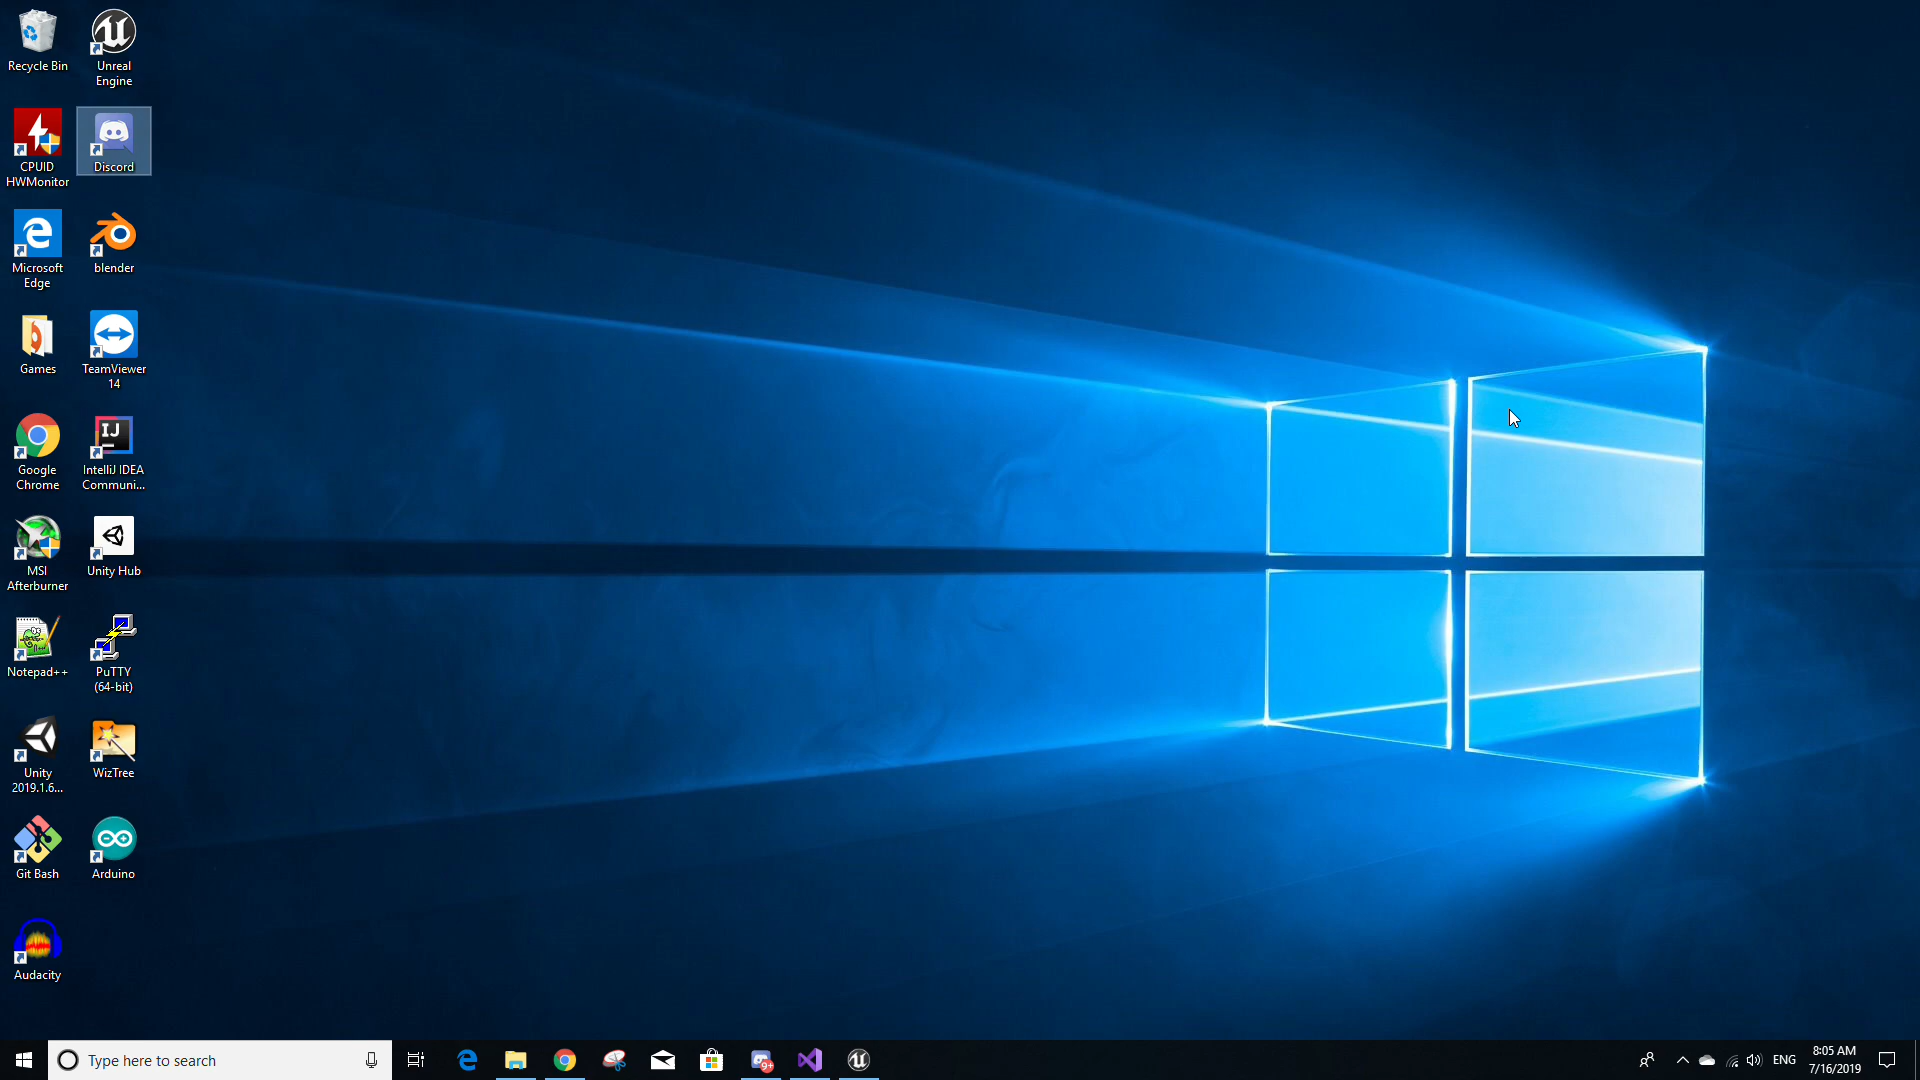 Recycle Bin
Unreal
Engine
CPUID
HWMonitor
Discord
Microsoft
Edge
blender
Games
TeamViewer
14
Google
Chrome
IJ
IntelliJ IDEA
Communi...
MSI
Afterburner
Unity Hub
Notepad++
PuTTY
(64-bit)
Unity
2019.1.6...
WizTree
Git Bash
Arduino
Audacity
Type here to search
9+
ENG
8:05 AM
7/16/2019